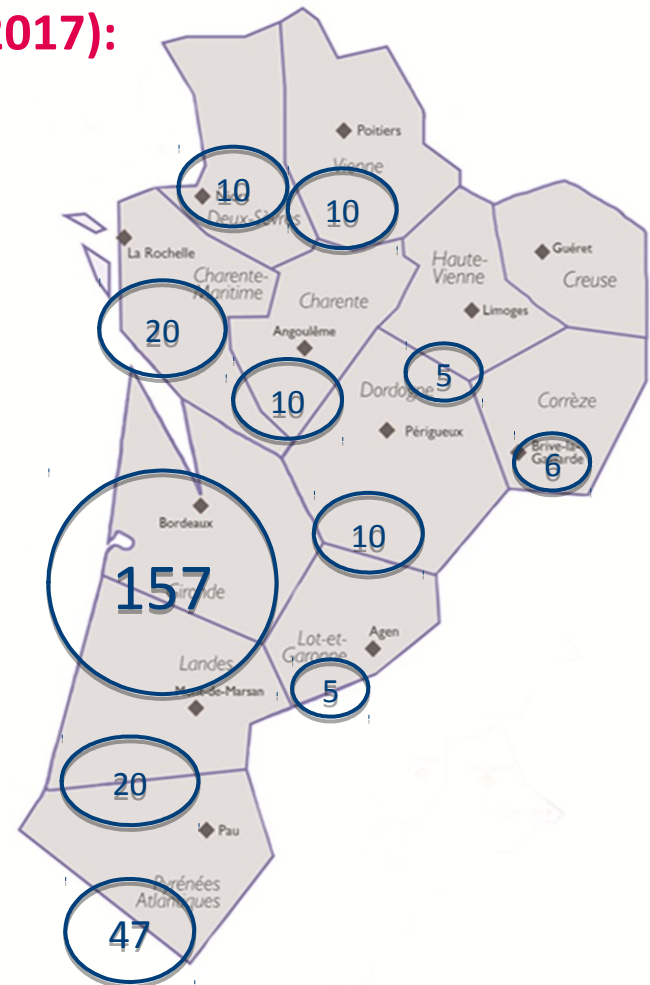 2017):
Poitiers
Vienne
10
Niort
Deux-Sèvres
10
La Rochelle
Charente-
Maritime
Haute-
Vienne
Guéret
Creuse
Charente
Limoges
20
Angoulême
5
Dordogne
10
Corrèze
Périgueux
Brive-la-
Gaillarde
6
Bordeaux
10
157
Gironde
Lot-et-
Garonne
Agen
Landes
5
Mont-de-Marsan
20
Pau
Pyrénées
Atlantiques
47